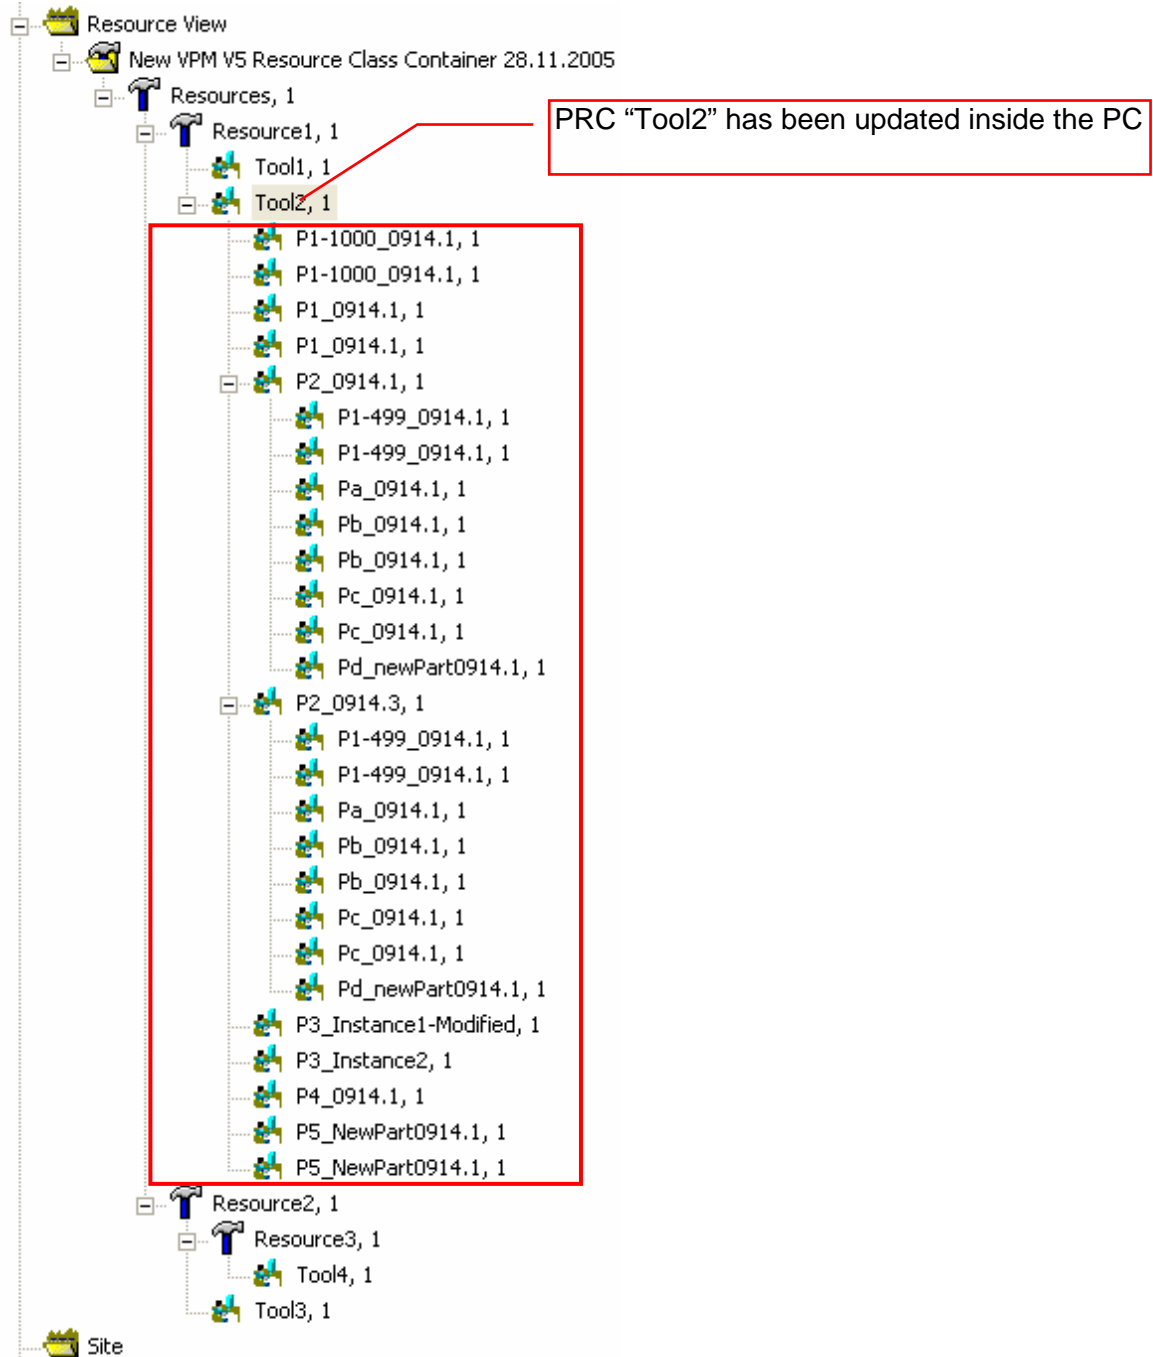 Resource View
New VPM V5 Resource Class Container 28.11.2005
Resources, 1
PRC “Tool2” has been updated inside the PC
Resource1, 1
Tool1, 1
Tool2, 1
P1-1000_0914.1, 1
P1-1000_0914.1, 1
P1_0914.1, 1
P1_0914.1, 1
P2_0914.1, 1
P1-499_0914.1, 1
P1-499_0914.1, 1
Pa_0914.1, 1
Pb_0914.1, 1
Pb_0914.1, 1
Pc_0914.1, 1
Pc_0914.1, 1
Pd_newPart0914.1, 1
P2_0914.3, 1
P1-499_0914.1, 1
P1-499_0914.1, 1
Pa_0914.1, 1
Pb_0914.1, 1
Pb_0914.1, 1
Pc_0914.1, 1
Pc_0914.1, 1
Pd_newPart0914.1, 1
P3_Instance1-Modified, 1
P3_Instance2, 1
P4_0914.1, 1
P5_NewPart0914.1, 1
P5_NewPart0914.1, 1
Resource2, 1
Resource3, 1
Tool4, 1
Tool3, 1
Site